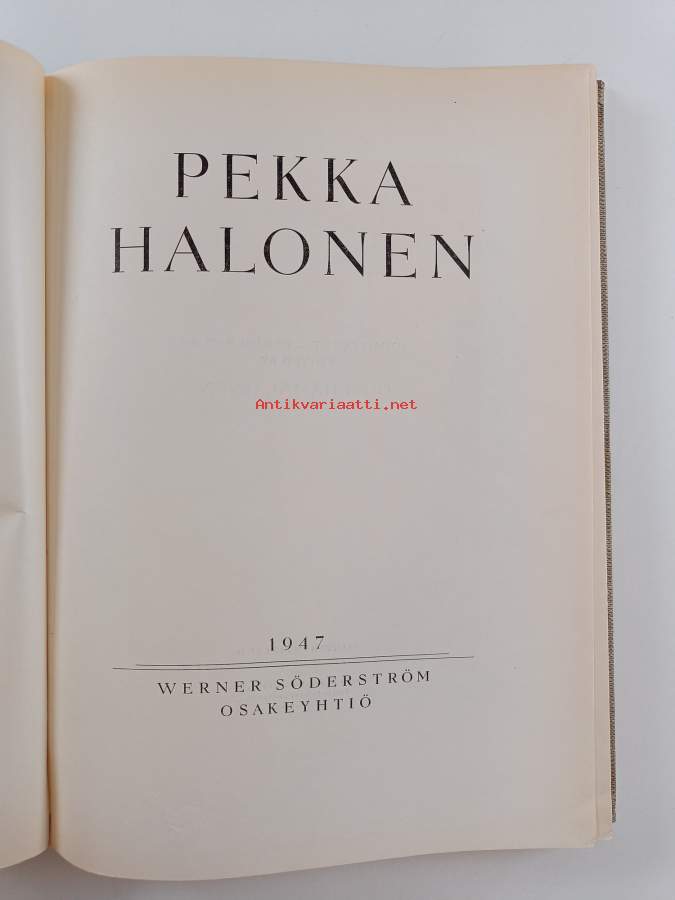 PEKKA
HALONEN
Antikvariaatti.net
1947
WERNER SÖDERSTRÖM
OSAKEYHTIÖ